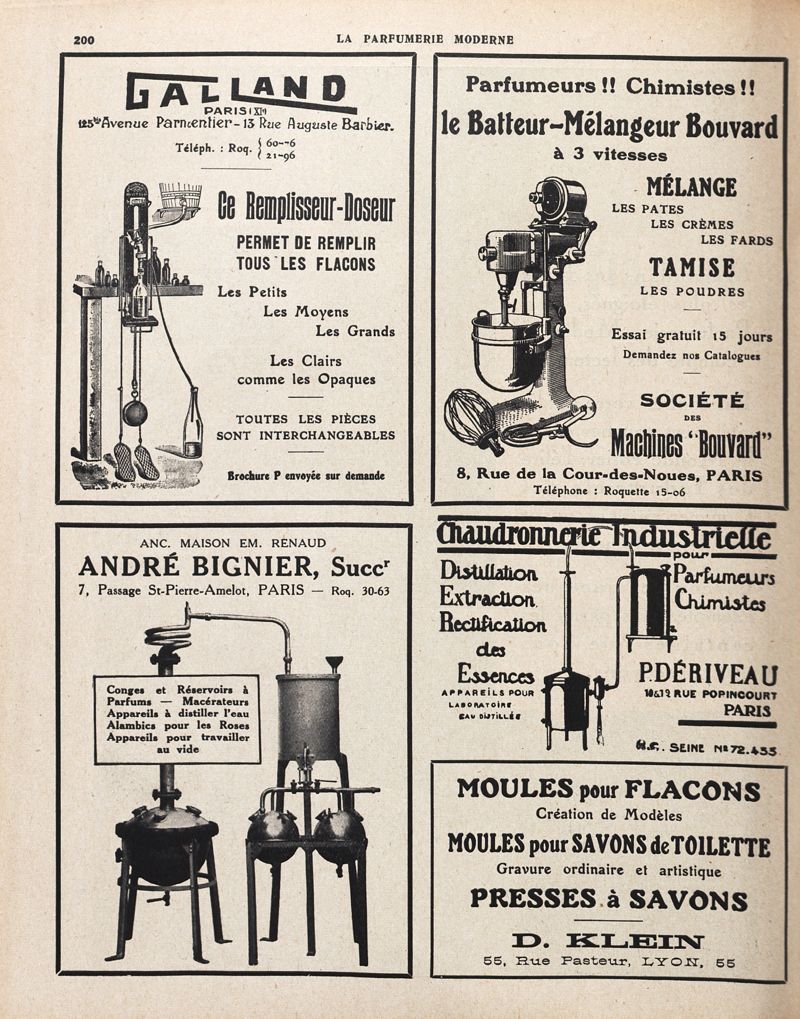 200
LA PARFUMERIE MODERNE
GALLAND
PARIS (XIe)
125bis Avenue Parmentier - 13 Rue Auguste Barbier.
Téléph. : Roq. { 60--6
21-96
Ce Remplisseur-Doseur
PERMET DE REMPLIR
TOUS LES FLACONS
Les Petits
Les Moyens
Les Grands
Les Clairs
comme les Opaques
TOUTES LES PIÈCES
SONT INTERCHANGEABLES
Brochure P envoyée sur demande
Parfumeurs !! Chimistes !!
le Batteur-Mélangeur Bouvard
à 3 vitesses
MÉLANGE
LES PATES
LES CRÈMES
LES FARDS
TAMISE
LES POUDRES
Essai gratuit 15 jours
Demandez nos Catalogues
SOCIÉTÉ
DES
Machines "Bouvard"
8, Rue de la Cour-des-Noues, PARIS
Téléphone : Roquette 15-06
ANC. MAISON EM. RENAUD
ANDRÉ BIGNIER, Succr
7, Passage St-Pierre-Amelot, PARIS — Roq. 30-63
Conges et Réservoirs à
Parfums — Macérateurs
Appareils à distiller l'eau
Alambics pour les Roses
Appareils pour travailler
au vide
Chaudronnerie Industrielle
pour
Parfumeurs
Chimistes
Distillation
Extraction
Rectification
des
Essences
APPAREILS POUR
LABORATOIRE
EAU DISTILLÉE
P. DÉRIVEAU
10 & 12 RUE POPINCOURT
PARIS
R.C. SEINE No 72.455
MOULES pour FLACONS
Création de Modèles
MOULES pour SAVONS de TOILETTE
Gravure ordinaire et artistique
PRESSES à SAVONS
D. KLEIN
55, Rue Pasteur, LYON, 55